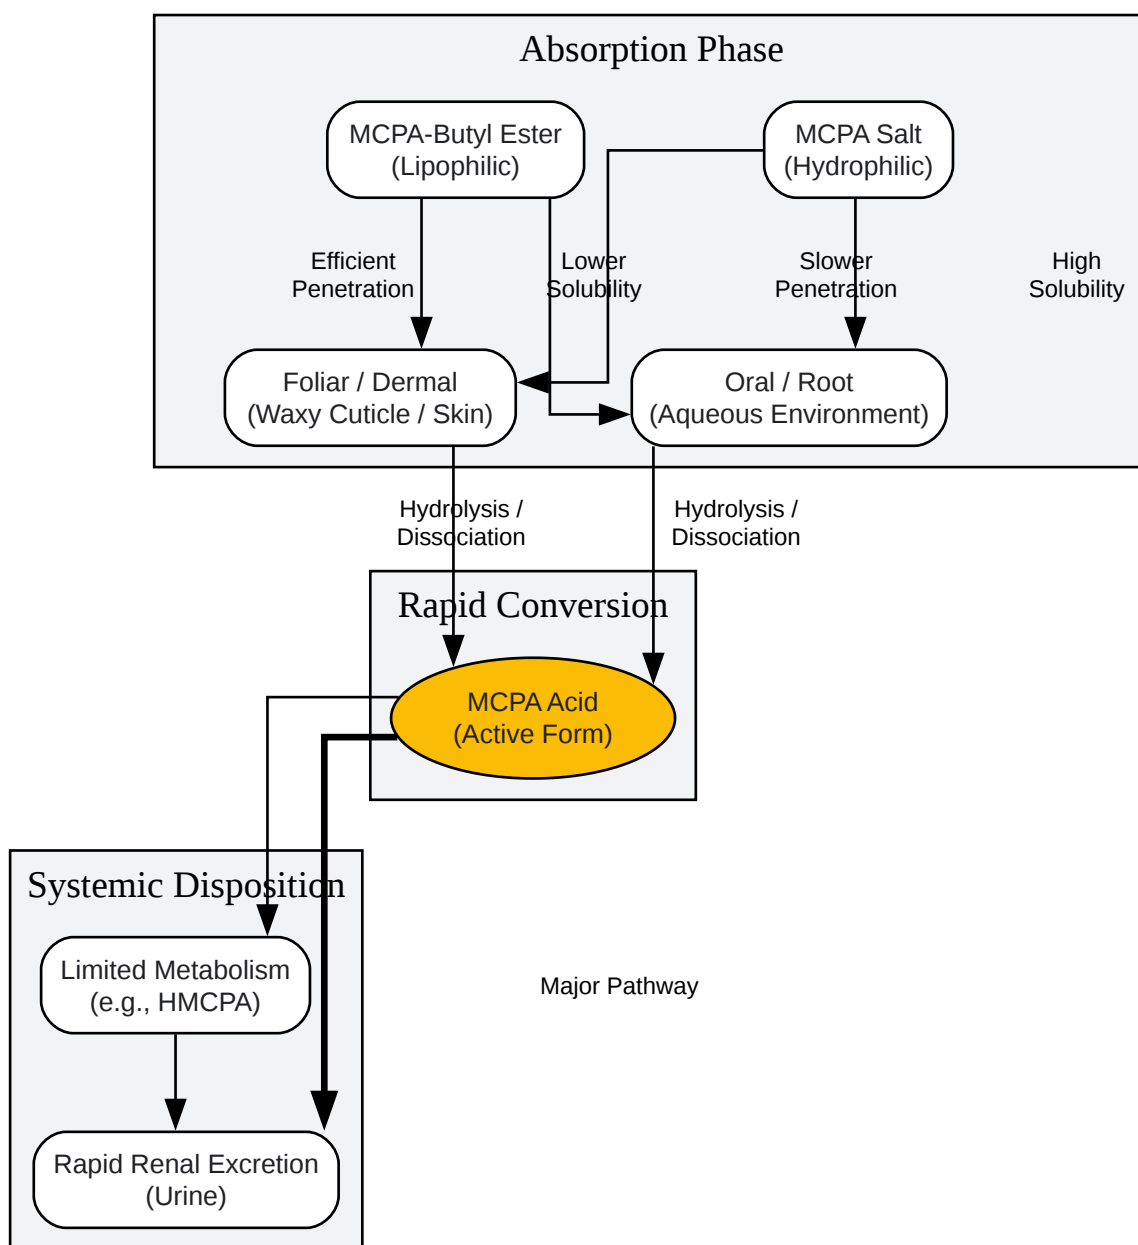 Absorption Phase
MCPA-Butyl Ester
(Lipophilic)
MCPA Salt
(Hydrophilic)
Efficient
Penetration
Lower
Solubility
Slower
Penetration
High
Solubility
Foliar / Dermal
(Waxy Cuticle / Skin)
Oral / Root
(Aqueous Environment)
Hydrolysis /
Dissociation
Hydrolysis /
Dissociation
Rapid Conversion
MCPA Acid
(Active Form)
Systemic Disposition
Limited Metabolism
(e.g., HMCPA)
Major Pathway
Rapid Renal Excretion
(Urine)